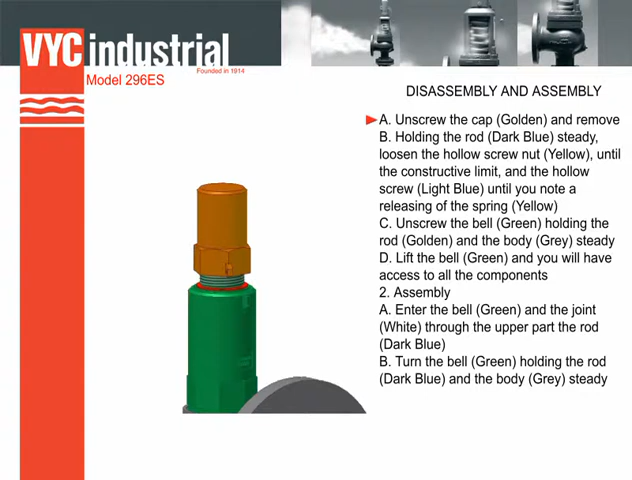 VYC industrial
Founded in 1914
Model 296ES
DISASSEMBLY AND ASSEMBLY
A. Unscrew the cap (Golden) and remove
B. Holding the rod (Dark Blue) steady,
loosen the hollow screw nut (Yellow), until
the constructive limit, and the hollow
screw (Light Blue) until you note a
releasing of the spring (Yellow)
C. Unscrew the bell (Green) holding the
rod (Golden) and the body (Grey) steady
D. Lift the bell (Green) and you will have
access to all the components
2. Assembly
A. Enter the bell (Green) and the joint
(White) through the upper part the rod
(Dark Blue)
B. Turn the bell (Green) holding the rod
(Dark Blue) and the body (Grey) steady